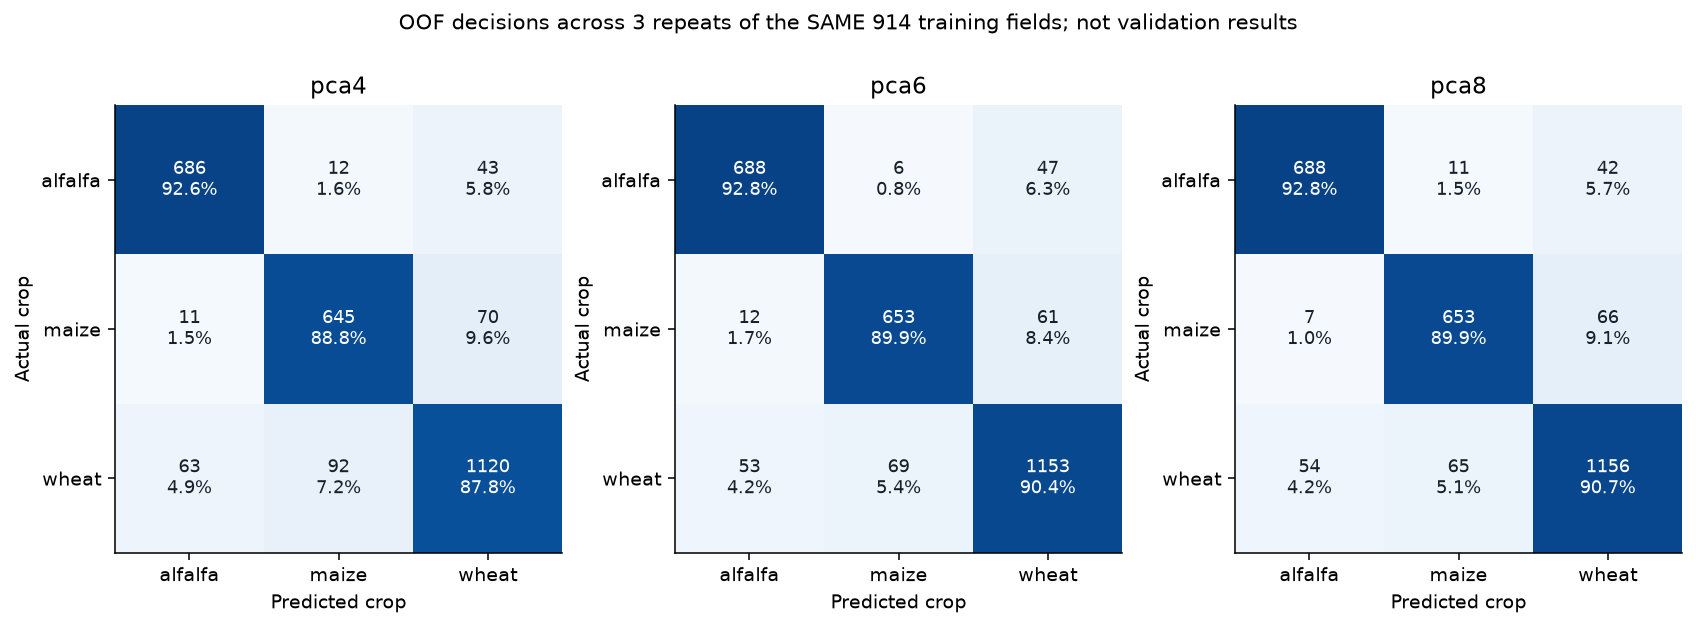 OOF decisions across 3 repeats of the SAME 914 training fields; not validation results
pca4
Actual crop
alfalfa
686
92.6%
12
1.6%
43
5.8%
maize
11
1.5%
645
88.8%
70
9.6%
wheat
63
4.9%
92
7.2%
1120
87.8%
alfalfa
maize
wheat
Predicted crop
pca6
Actual crop
alfalfa
688
92.8%
6
0.8%
47
6.3%
maize
12
1.7%
653
89.9%
61
8.4%
wheat
53
4.2%
69
5.4%
1153
90.4%
alfalfa
maize
wheat
Predicted crop
pca8
Actual crop
alfalfa
688
92.8%
11
1.5%
42
5.7%
maize
7
1.0%
653
89.9%
66
9.1%
wheat
54
4.2%
65
5.1%
1156
90.7%
alfalfa
maize
wheat
Predicted crop